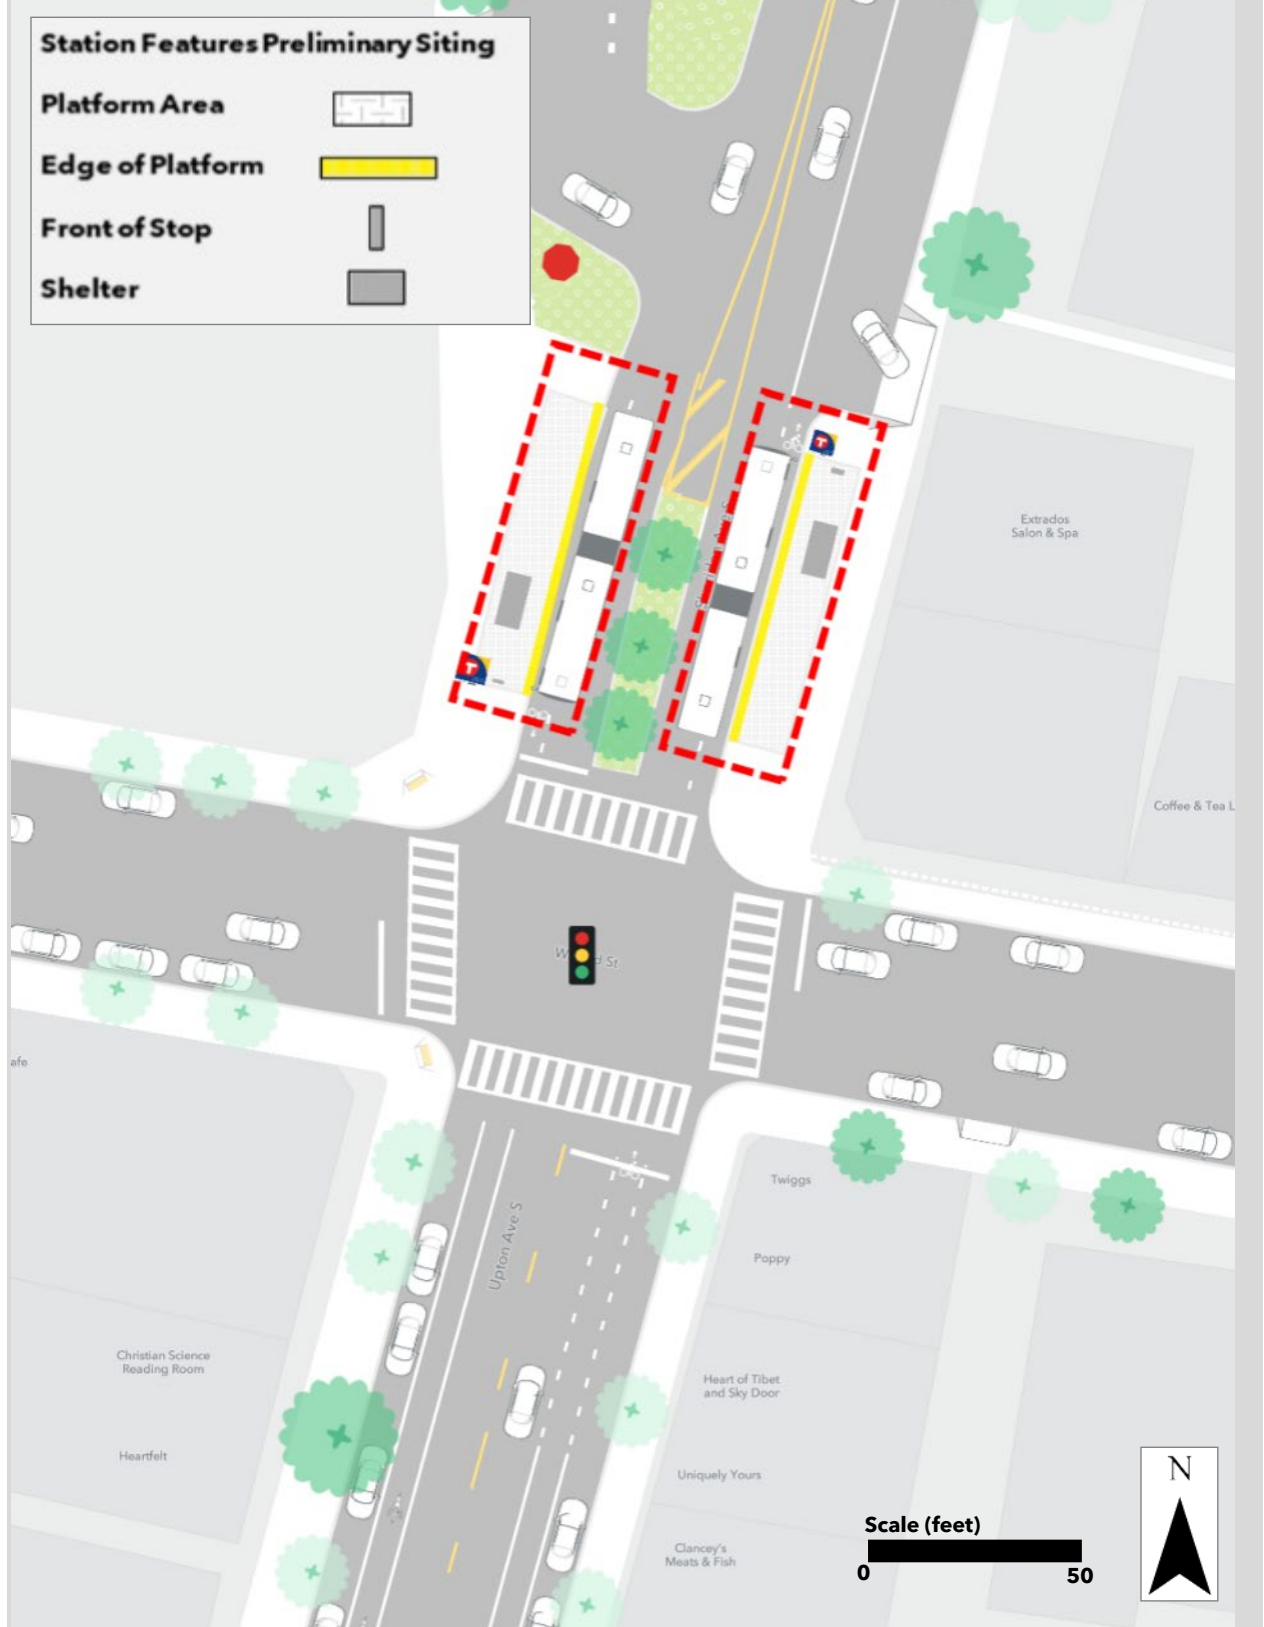 Station Features Preliminary Siting
Platform Area
Edge of Platform
Front of Stop
Shelter
T
T
Extrados
Salon & Spa
Coffee & Tea L
St
afe
Upton Ave S
Twiggs
Poppy
Christian Science
Reading Room
Heart of Tibet
and Sky Door
Heartfelt
Uniquely Yours
Clancey's
Meats & Fish
Scale (feet)
0
50
N